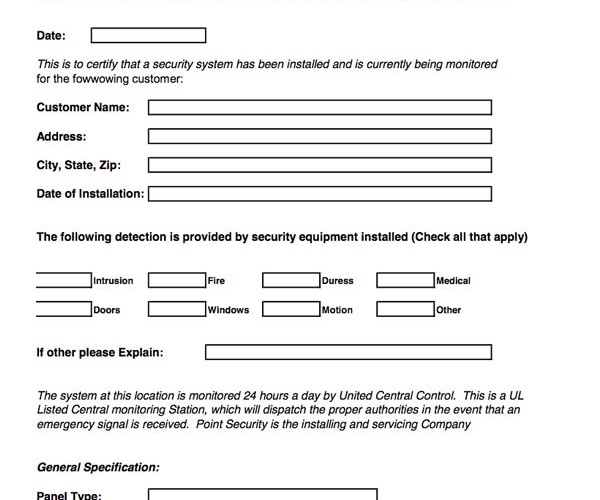 Date:
This is to certify that a security system has been installed and is currently being monitored
for the fowwowing customer:
Customer Name:
Address:
City, State, Zip:
Date of Installation:
The following detection is provided by security equipment installed (Check all that apply)
Intrusion Fire Duress Medical
Doors Windows Motion Other
If other please Explain:
The system at this location is monitored 24 hours a day by United Central Control. This is a UL
Listed Central monitoring Station, which will dispatch the proper authorities in the event that an
emergency signal is received. Point Security is the installing and servicing Company
General Specification:
Panel Type: